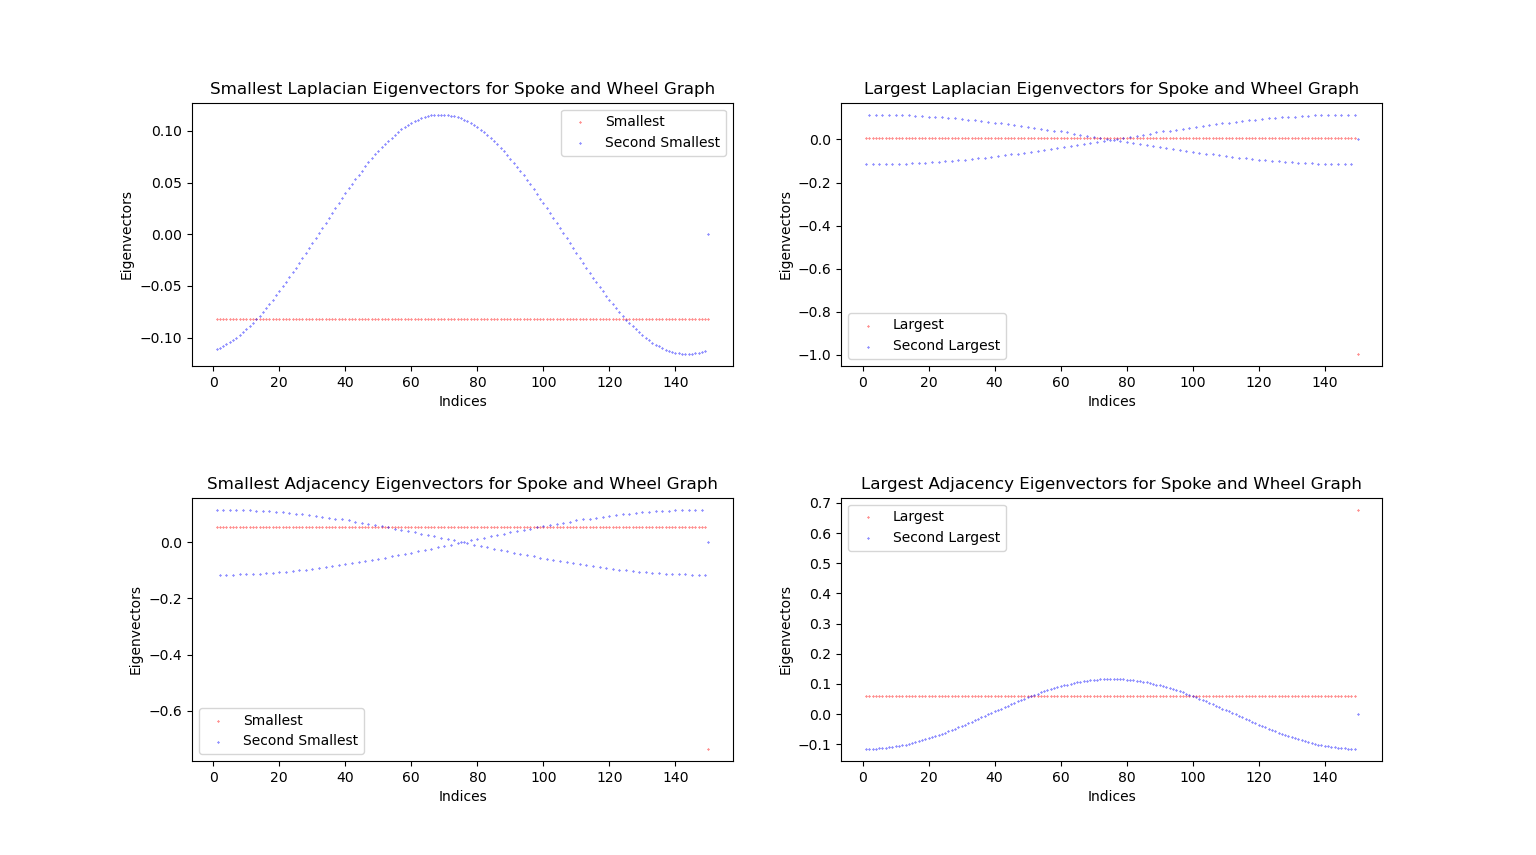 Smallest Laplacian Eigenvectors for Spoke and Wheel Graph
Smallest
Second Smallest
0.10
0.05
0.00
−0.05
−0.10
Eigenvectors
0 20 40 60 80 100 120 140
Indices
Largest Laplacian Eigenvectors for Spoke and Wheel Graph
0.0
−0.2
−0.4
−0.6
−0.8
−1.0
Eigenvectors
Largest
Second Largest
0 20 40 60 80 100 120 140
Indices
Smallest Adjacency Eigenvectors for Spoke and Wheel Graph
0.0
−0.2
−0.4
−0.6
Eigenvectors
Smallest
Second Smallest
0 20 40 60 80 100 120 140
Indices
Largest Adjacency Eigenvectors for Spoke and Wheel Graph
Largest
Second Largest
0.7
0.6
0.5
0.4
0.3
0.2
0.1
0.0
−0.1
Eigenvectors
0 20 40 60 80 100 120 140
Indices